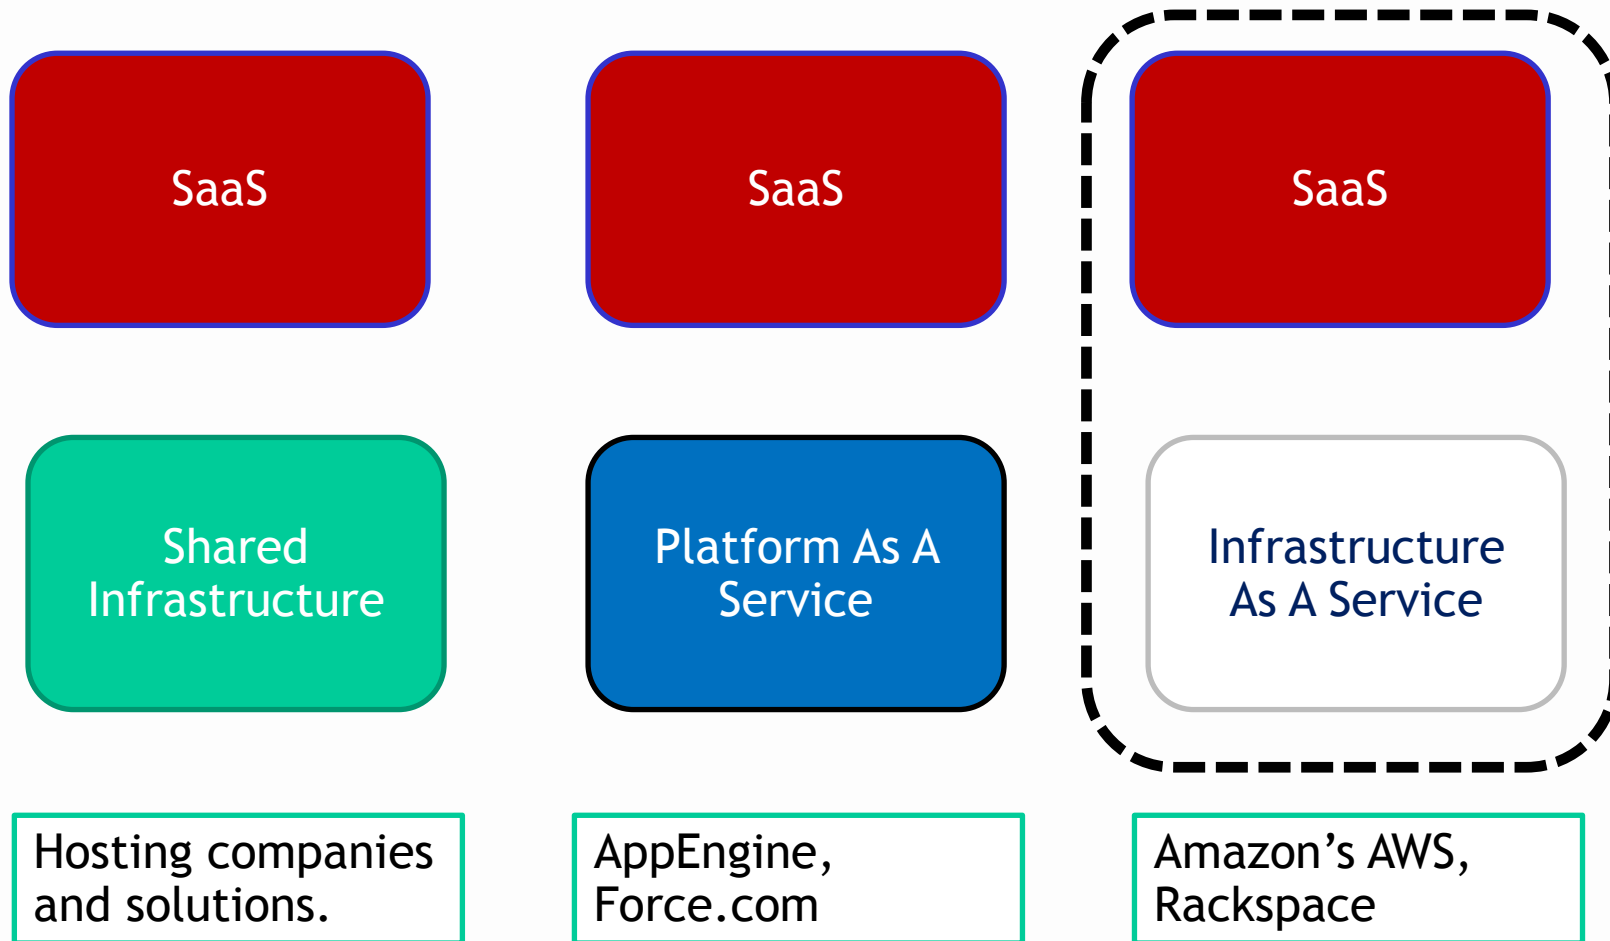 SaaS
SaaS
SaaS
Shared
Infrastructure
Platform As A
Service
Infrastructure
As A Service
Hosting companies
and solutions.
AppEngine,
Force.com
Amazon’s AWS,
Rackspace